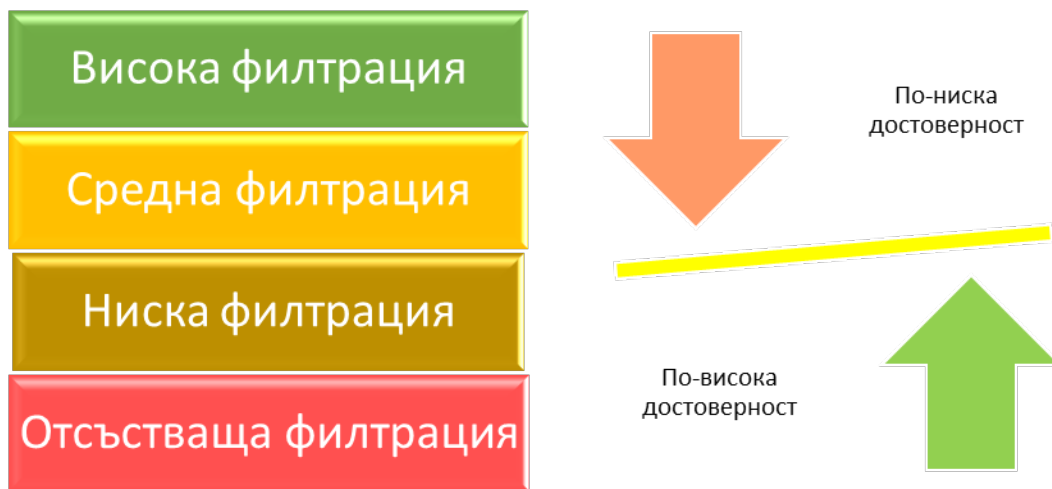 Висока филтрация
Средна филтрация
Ниска филтрация
Отсъстваща филтрация
По-ниска
достоверност
По-висока
достоверност